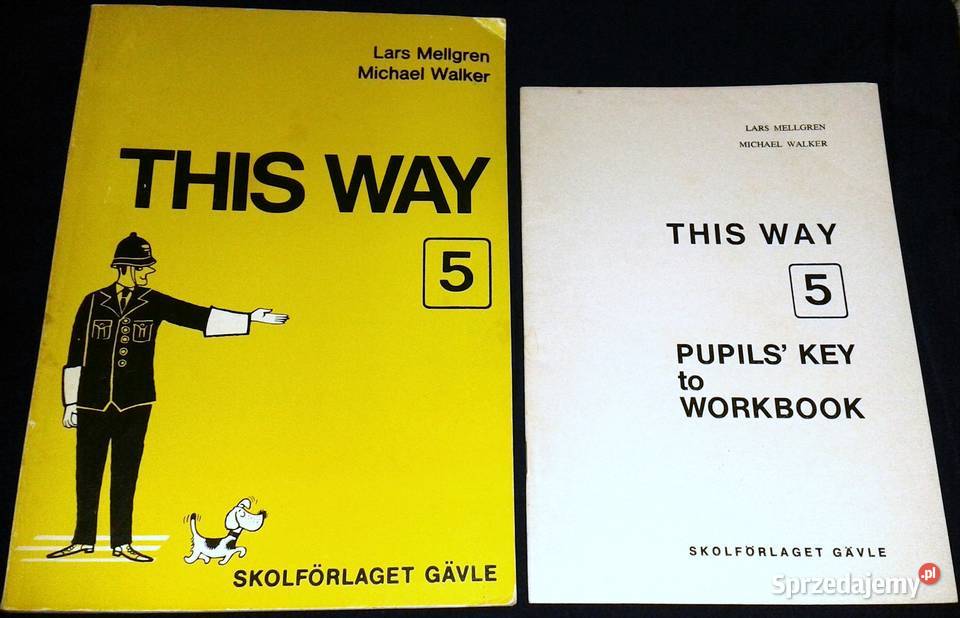 Lars Mellgren
Michael Walker
THIS WAY
5
SKOLFÖRLAGET GÄVLE
LARS MELLGREN
MICHAEL WALKER
THIS WAY
5
PUPILS' KEY
to
WORKBOOK
SKOLFÖRLAGET GÄVLE
Sprzedajemy.pl